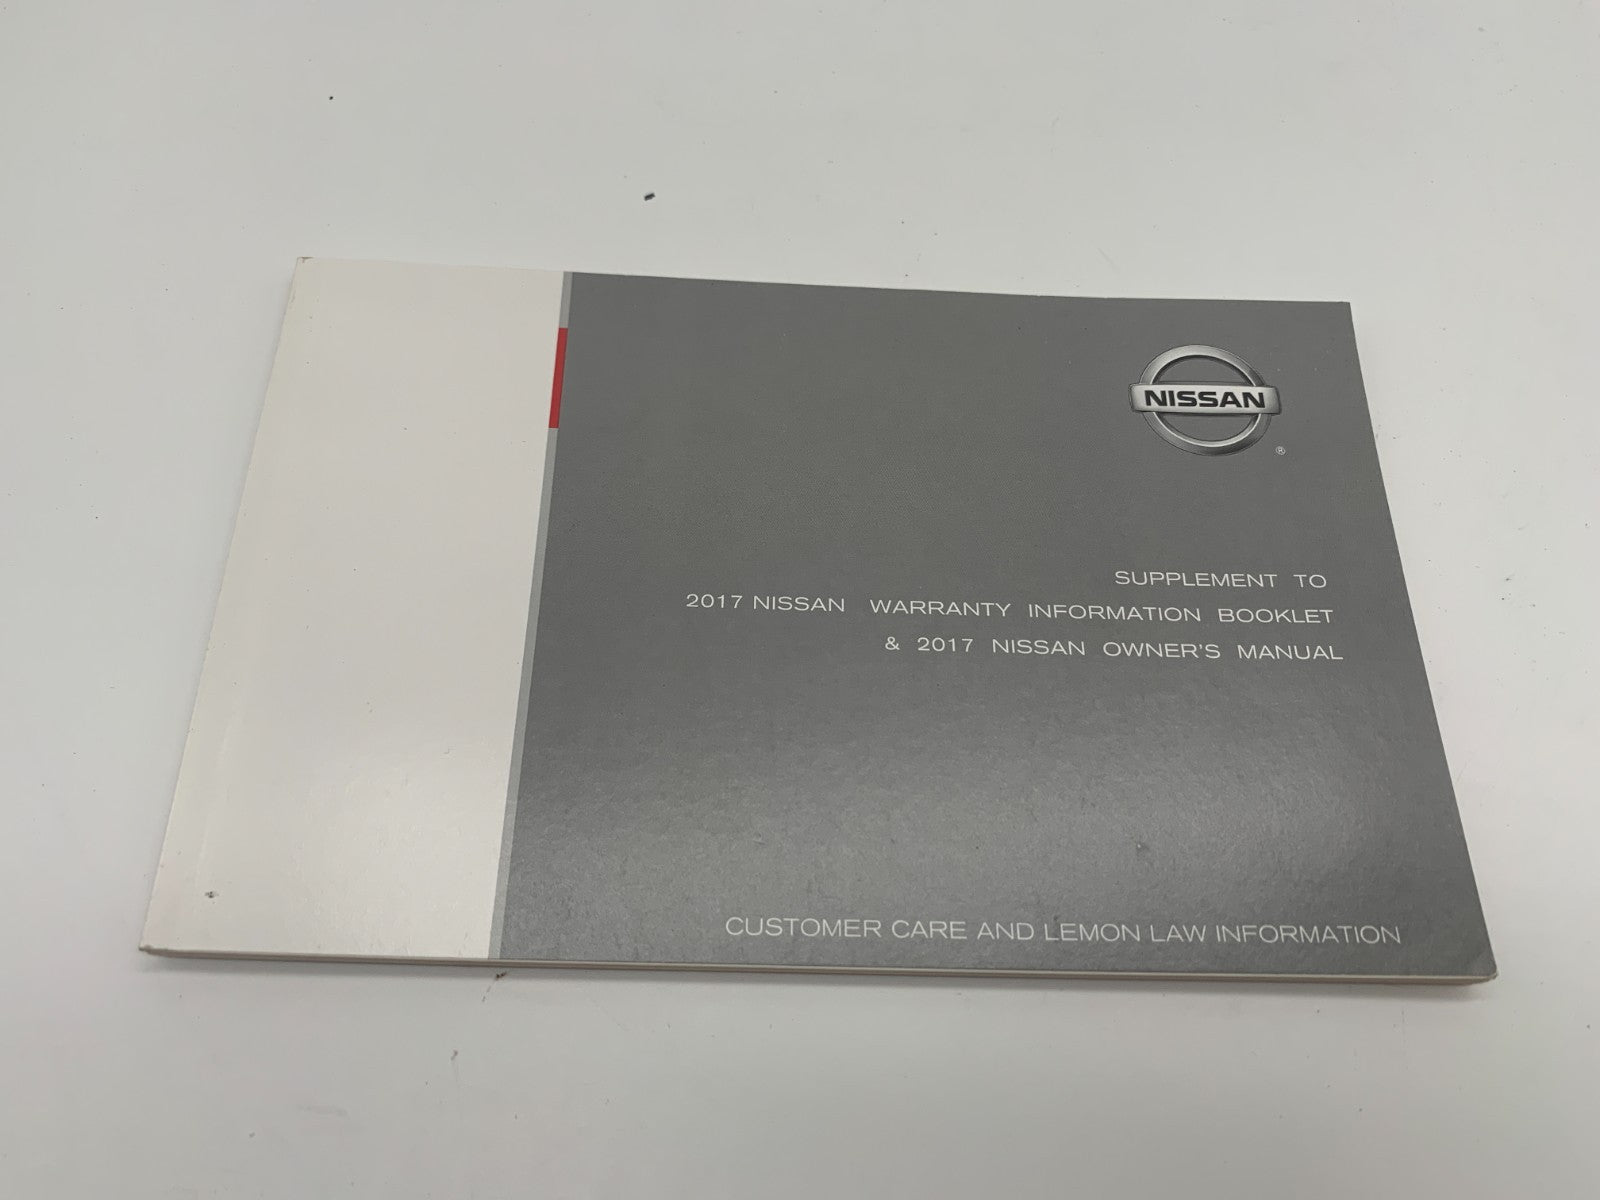 NISSAN
®
SUPPLEMENT TO
2017 NISSAN WARRANTY INFORMATION BOOKLET
& 2017 NISSAN OWNER'S MANUAL
CUSTOMER CARE AND LEMON LAW INFORMATION